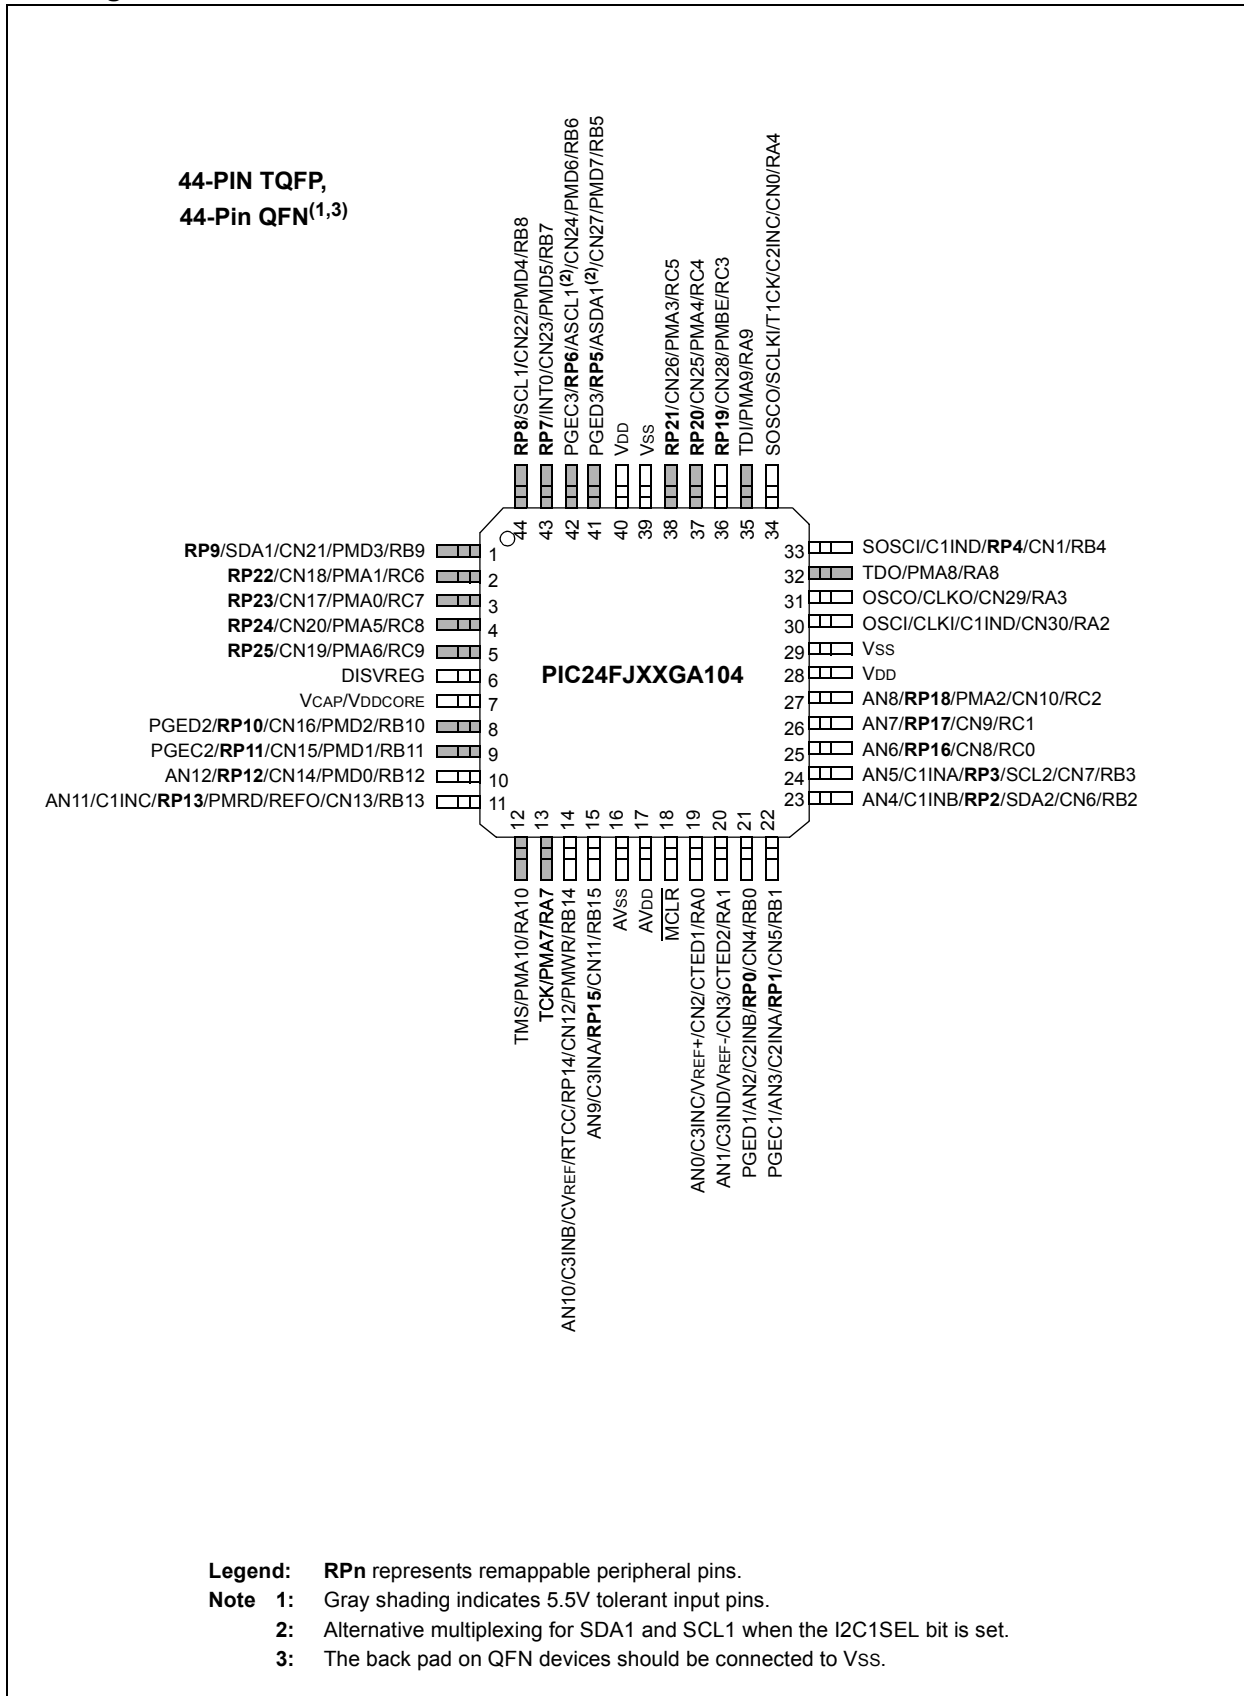 44-PIN TQFP,
44-Pin QFN(1,3)
RP8/SCL1/CN22/PMD4/RB8
RP7/INT0/CN23/PMD5/RB7
PGEC3/RP6/ASCL1(2)/CN24/PMD6/RB6
PGED3/RP5/ASDA1(2)/CN27/PMD7/RB5
VDD
VSS
RP21/CN26/PMA3/RC5
RP20/CN25/PMA4/RC4
RP19/CN28/PMBE/RC3
TDI/PMA9/RA9
SOSCO/SCLKI/T1CK/C2INC/CN0/RA4
44 43 42 41 40 39 38 37 36 35 34
RP9/SDA1/CN21/PMD3/RB9 1
RP22/CN18/PMA1/RC6 2
RP23/CN17/PMA0/RC7 3
RP24/CN20/PMA5/RC8 4
RP25/CN19/PMA6/RC9 5
DISVREG 6
VCAP/VDDCORE 7
PGED2/RP10/CN16/PMD2/RB10 8
PGEC2/RP11/CN15/PMD1/RB11 9
AN12/RP12/CN14/PMD0/RB12 10
AN11/C1INC/RP13/PMRD/REFO/CN13/RB13 11
PIC24FJXXGA104
33 SOSCI/C1IND/RP4/CN1/RB4
32 TDO/PMA8/RA8
31 OSCO/CLKO/CN29/RA3
30 OSCI/CLKI/C1IND/CN30/RA2
29 VSS
28 VDD
27 AN8/RP18/PMA2/CN10/RC2
26 AN7/RP17/CN9/RC1
25 AN6/RP16/CN8/RC0
24 AN5/C1INA/RP3/SCL2/CN7/RB3
23 AN4/C1INB/RP2/SDA2/CN6/RB2
12 13 14 15 16 17 18 19 20 21 22
TMS/PMA10/RA10
TCK/PMA7/RA7
AN10/C3INB/CVREF/RTCC/RP14/CN12/PMWR/RB14
AN9/C3INA/RP15/CN11/RB15
AVSS
AVDD
MCLR
AN0/C3INC/VREF+/CN2/CTED1/RA0
AN1/C3IND/VREF-/CN3/CTED2/RA1
PGED1/AN2/C2INB/RP0/CN4/RB0
PGEC1/AN3/C2INA/RP1/CN5/RB1
Legend: RPn represents remappable peripheral pins.
Note 1: Gray shading indicates 5.5V tolerant input pins.
2: Alternative multiplexing for SDA1 and SCL1 when the I2C1SEL bit is set.
3: The back pad on QFN devices should be connected to VSS.